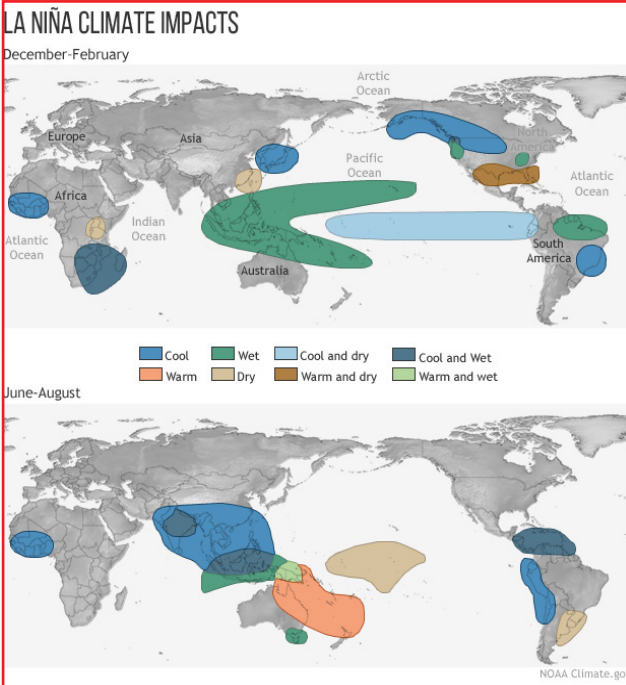 LA NIÑA CLIMATE IMPACTS
December-February
Arctic
Ocean
Europe
Asia
North
America
Pacific
Ocean
Atlantic
Ocean
Africa
Indian
Ocean
Atlantic
Ocean
South
America
Australia
Cool
Wet
Cool and dry
Cool and Wet
Warm
Dry
Warm and dry
Warm and wet
June-August
NOAA Climate.go